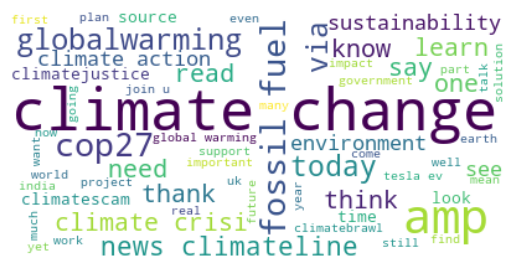 first plan source even sustainability
globalwarming via know learn
climate action
climatejustice read say impact part talk solution
going join u government one
climate change
many
cop27 global warming fossil fuel environment earth
now want support today come see
need important
world project uk thank think well tesla ev mean
india
climatescam real future year time look
much climate crisi climatebrawl amp
yet work news climateline still find